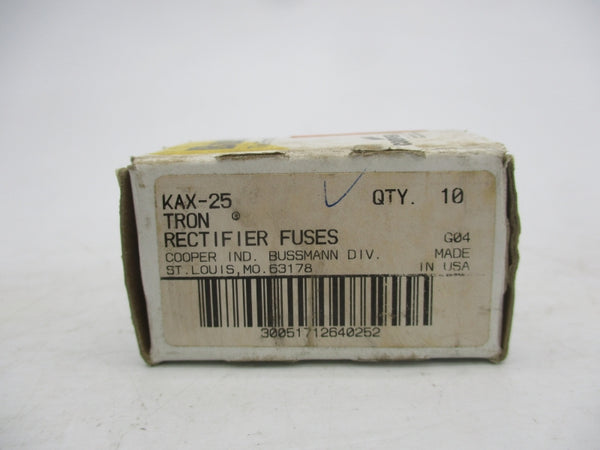 KAX-25 QTY. 10
TRON ®
RECTIFIER FUSES G04
COOPER IND. BUSSMANN DIV. MADE
ST.LOUIS,MO.63178 IN USA
30051712640252